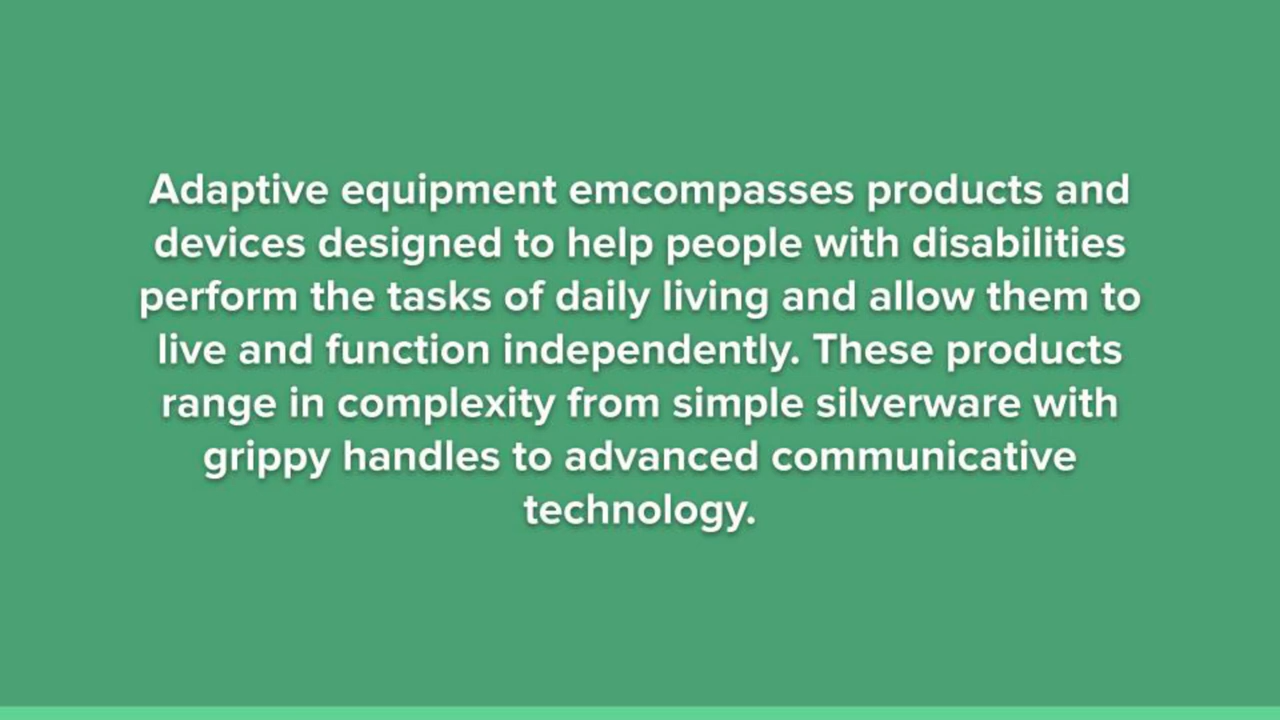 Adaptive equipment emcompasses products and
devices designed to help people with disabilities
perform the tasks of daily living and allow them to
live and function independently. These products
range in complexity from simple silverware with
grippy handles to advanced communicative
technology.